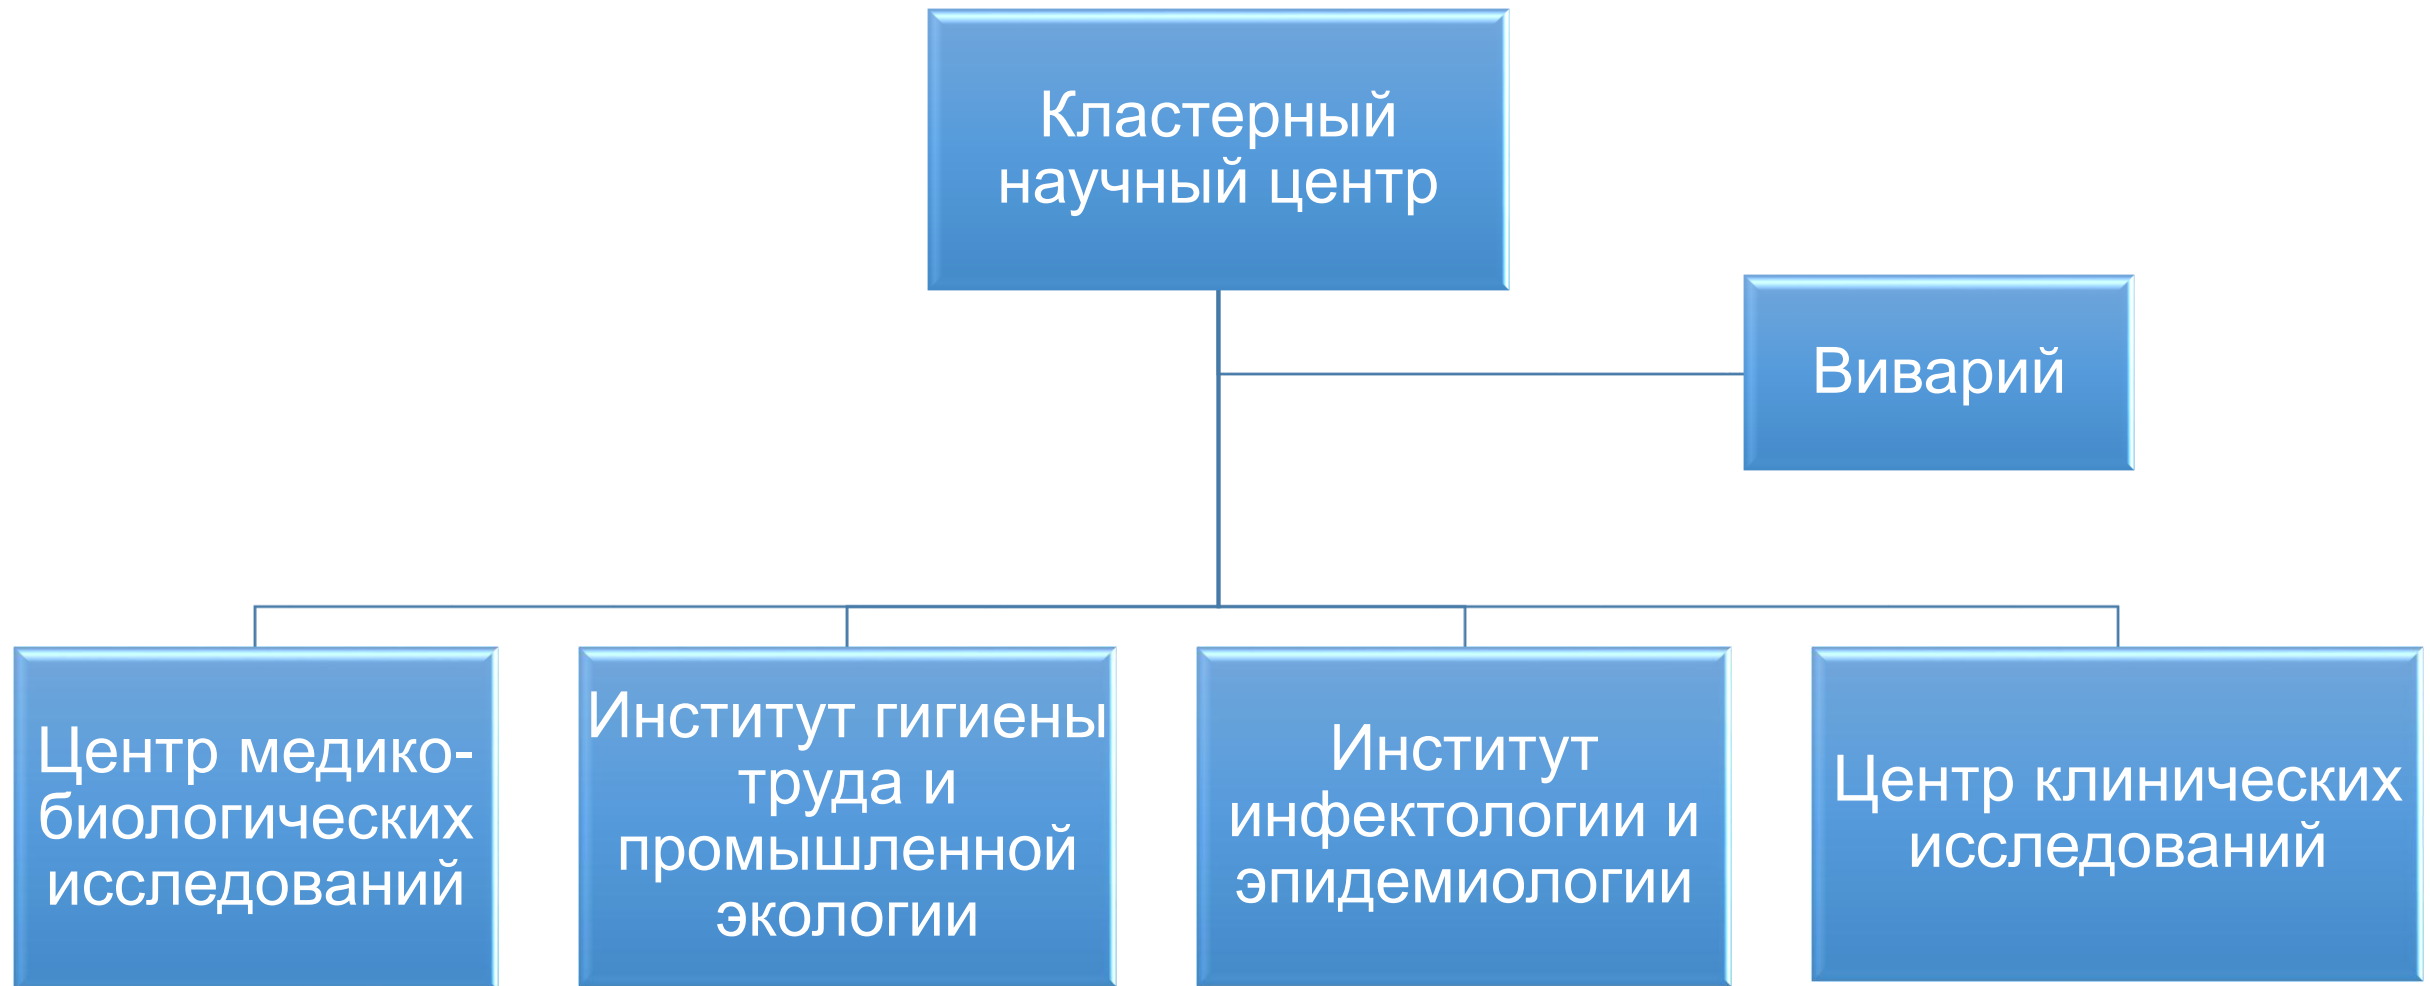 Кластерный
научный центр
Виварий
Центр медико-
биологических
исследований
Институт гигиены
труда и
промышленной
экологии
Институт
инфектологии и
эпидемиологии
Центр клинических
исследований